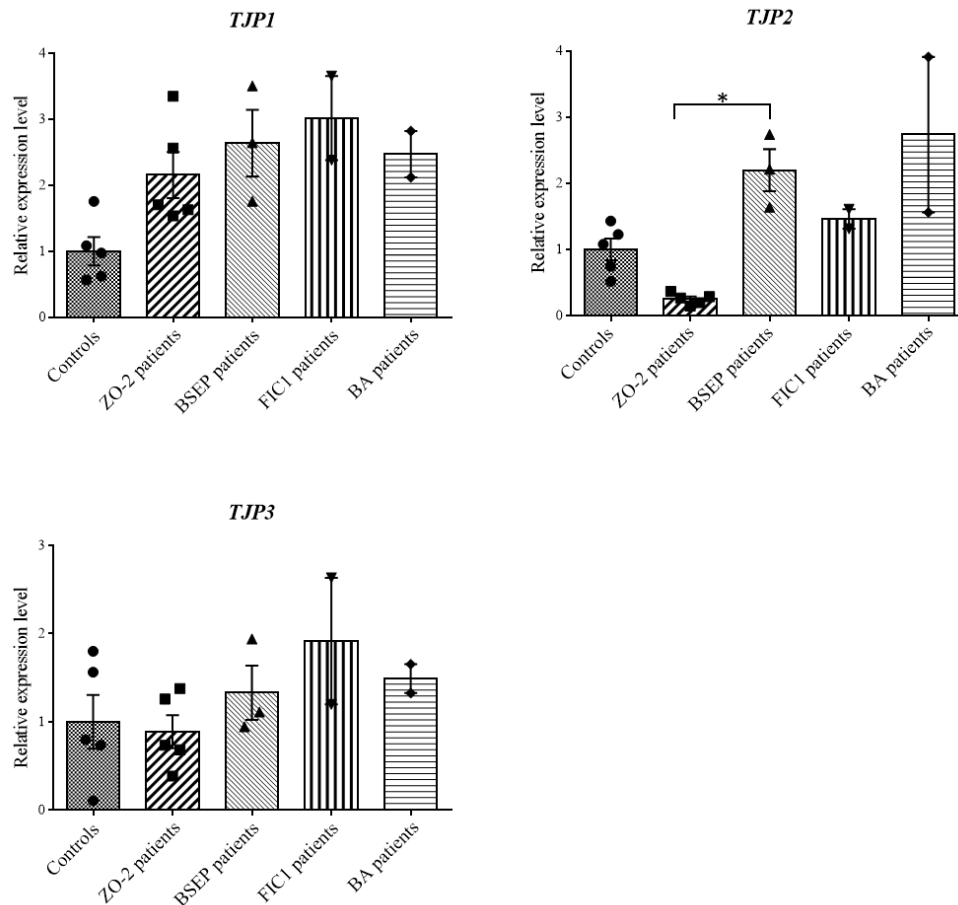 TJP1
Relative expression level
4
3
2
1
0
Controls
ZO-2 patients
BSEP patients
FIC1 patients
BA patients
TJP2
Relative expression level
4
3
2
1
0
*
Controls
ZO-2 patients
BSEP patients
FIC1 patients
BA patients
TJP3
Relative expression level
3
2
1
0
Controls
ZO-2 patients
BSEP patients
FIC1 patients
BA patients